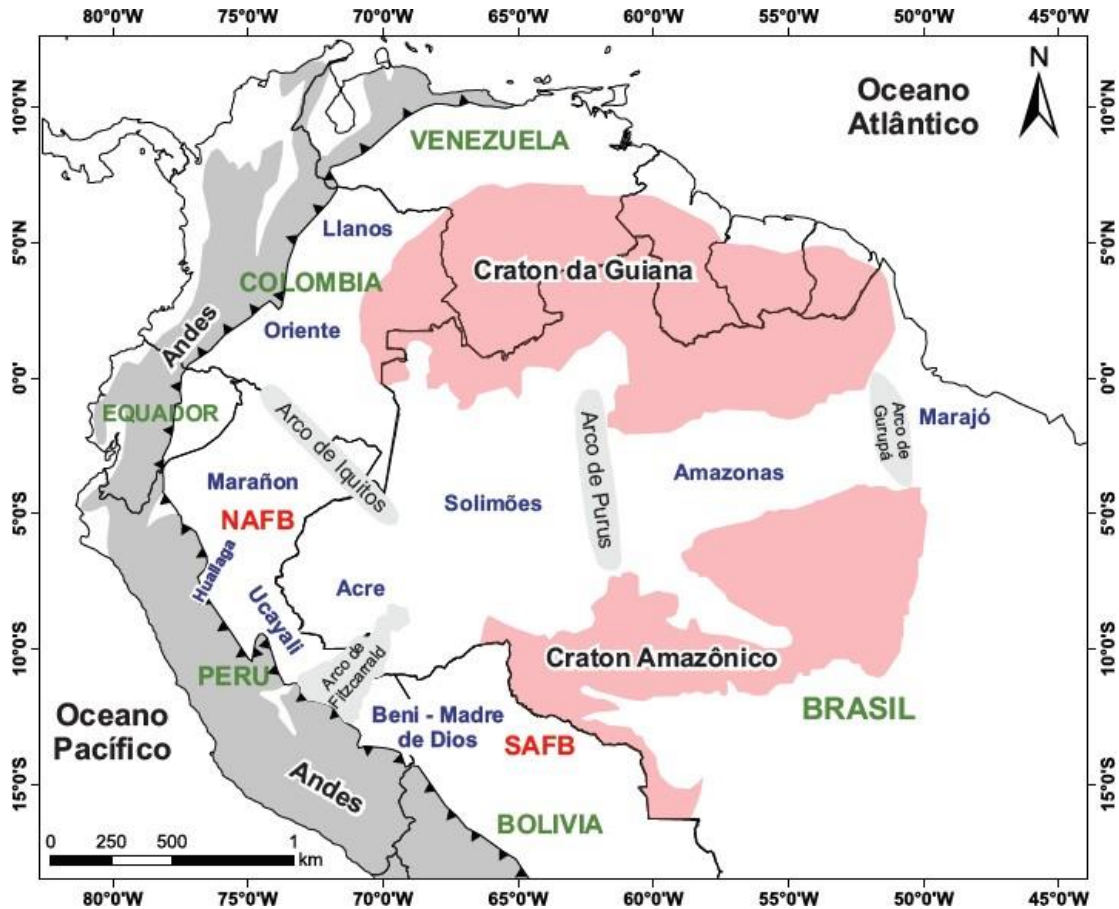 80°0'W 75°0'W 70°0'W 65°0'W 60°0'W 55°0'W 50°0'W 45°0'W
N
Oceano
Atlântico
10°0'N
10°0'N
VENEZUELA
Llanos
5°0'N
5°0'N
Craton da Guiana
COLOMBIA
Oriente
Andes
0°0'
0°0'
EQUADOR
Arco de Iquitos
Arco de Purus
Arco de
Gurupá
Marajó
Marañon
Solimões
Amazonas
NAFB
5°0'S
5°0'S
Huallaga
Ucayali
Acre
10°0'S
10°0'S
PERU
Arco de
Fitzcarrald
Craton Amazônico
BRASIL
Oceano
Pacífico
Beni - Madre
de Dios
SAFB
Andes
15°0'S
15°0'S
BOLIVIA
0 250 500 1
km
80°0'W 75°0'W 70°0'W 65°0'W 60°0'W 55°0'W 50°0'W 45°0'W